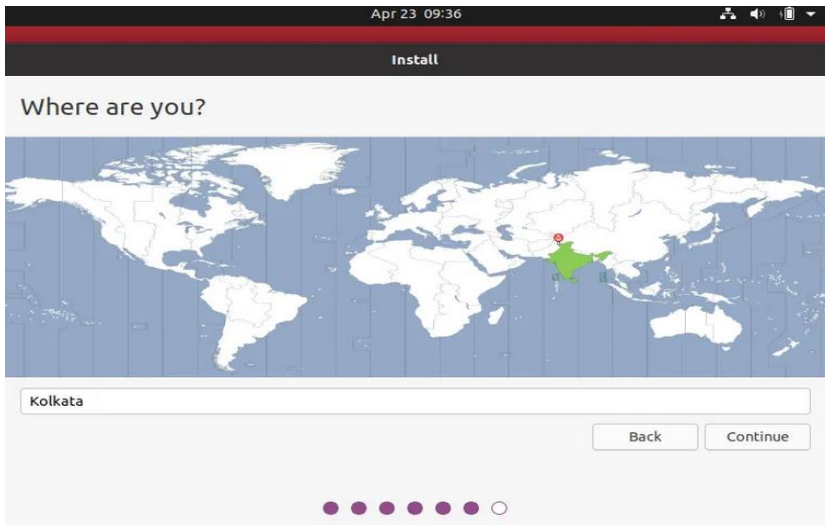 Apr 23 09:36
Install
Where are you?
Kolkata
Back
Continue